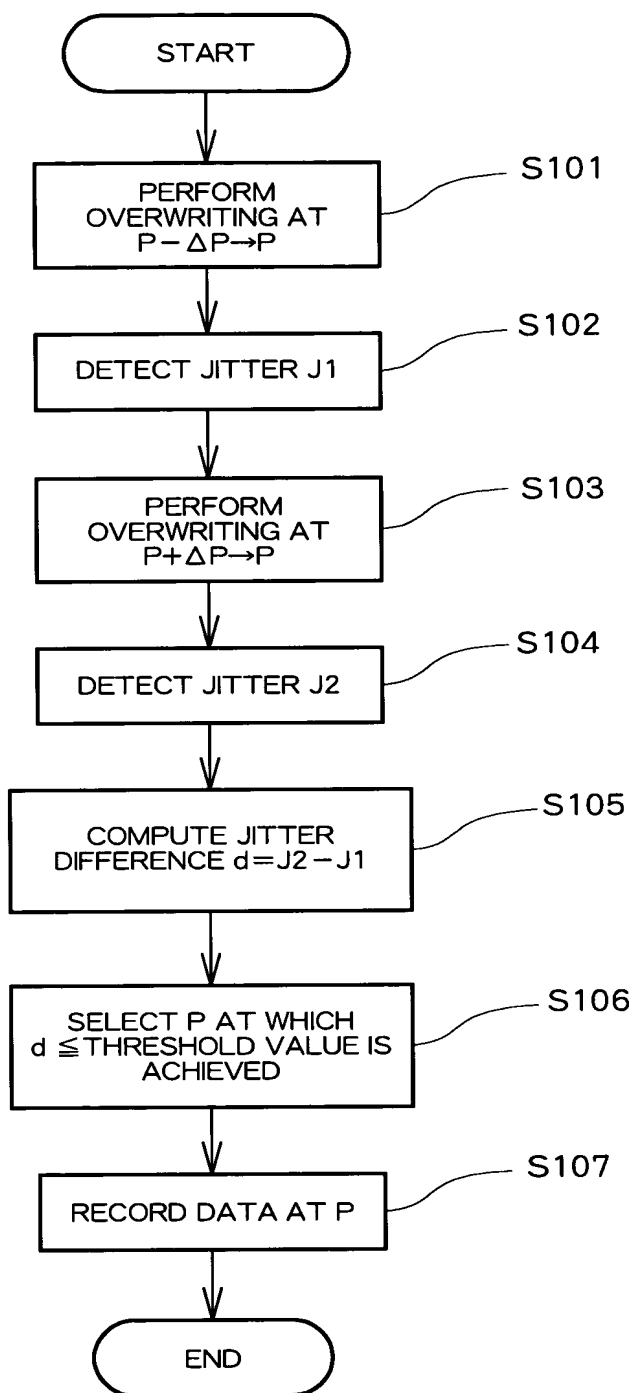 START
PERFORM
OVERWRITING AT
P－ΔP→P
S101
DETECT JITTER J1
S102
PERFORM
OVERWRITING AT
P+ΔP→P
S103
DETECT JITTER J2
S104
COMPUTE JITTER
DIFFERENCE d=J2－J1
S105
SELECT P AT WHICH
d ≦ THRESHOLD VALUE IS
ACHIEVED
S106
RECORD DATA AT P
S107
END